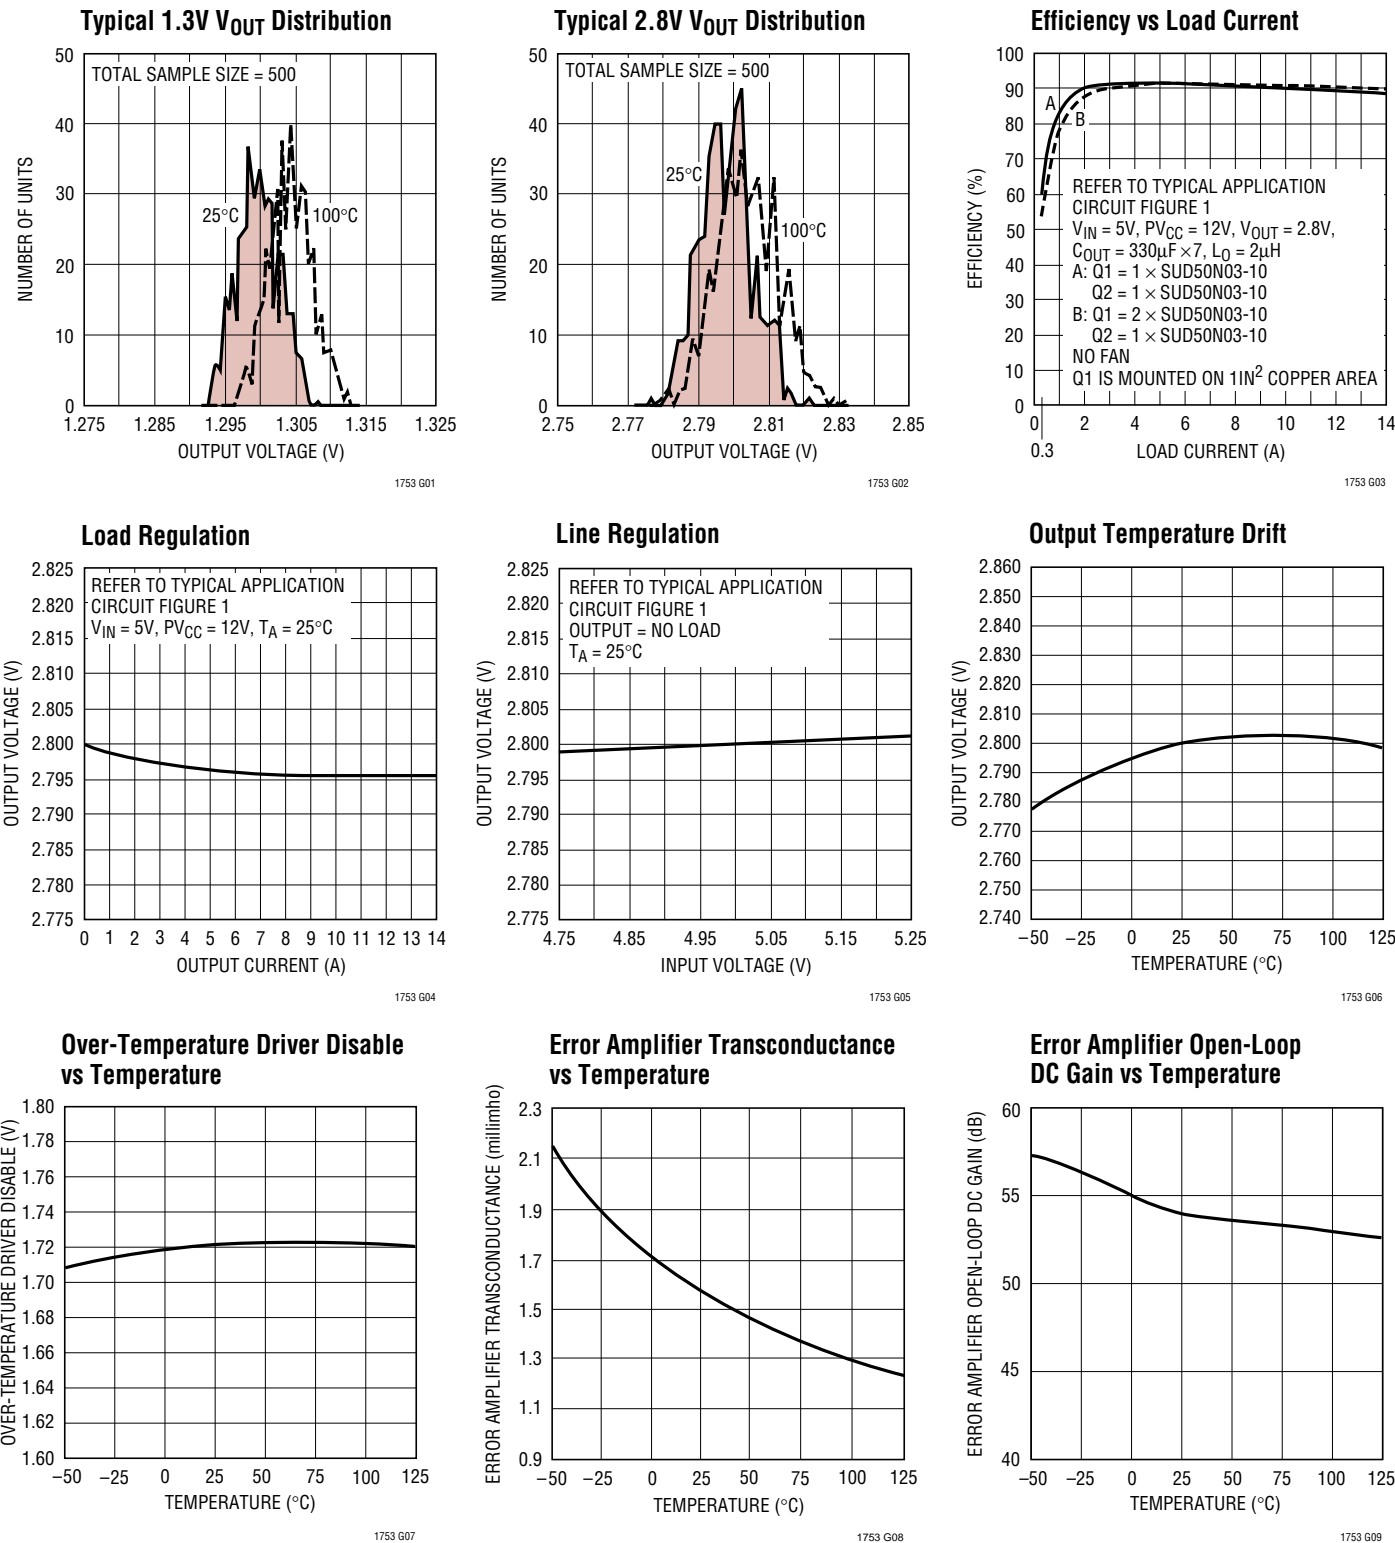 Typical 1.3V VOUT Distribution
TOTAL SAMPLE SIZE = 500
25°C
100°C
NUMBER OF UNITS
50
40
30
20
10
0
1.275 1.285 1.295 1.305 1.315 1.325
OUTPUT VOLTAGE (V)
1753 G01
Typical 2.8V VOUT Distribution
TOTAL SAMPLE SIZE = 500
25°C
100°C
NUMBER OF UNITS
50
40
30
20
10
0
2.75 2.77 2.79 2.81 2.83 2.85
OUTPUT VOLTAGE (V)
1753 G02
Efficiency vs Load Current
EFFICIENCY (%)
100
90
80
70
60
50
40
30
20
10
0
A
B
REFER TO TYPICAL APPLICATION
CIRCUIT FIGURE 1
VIN = 5V, PVCC = 12V, VOUT = 2.8V,
COUT = 330µF ×7, LO = 2µH
A: Q1 = 1 × SUD50N03-10
Q2 = 1 × SUD50N03-10
B: Q1 = 2 × SUD50N03-10
Q2 = 1 × SUD50N03-10
NO FAN
Q1 IS MOUNTED ON 1IN2 COPPER AREA
0 2 4 6 8 10 12 14
0.3
LOAD CURRENT (A)
1753 G03
Load Regulation
OUTPUT VOLTAGE (V)
2.825
2.820
2.815
2.810
2.805
2.800
2.795
2.790
2.785
2.780
2.775
REFER TO TYPICAL APPLICATION
CIRCUIT FIGURE 1
VIN = 5V, PVCC = 12V, TA = 25°C
0 1 2 3 4 5 6 7 8 9 10 11 12 13 14
OUTPUT CURRENT (A)
1753 G04
Line Regulation
OUTPUT VOLTAGE (V)
2.825
2.820
2.815
2.810
2.805
2.800
2.795
2.790
2.785
2.780
2.775
REFER TO TYPICAL APPLICATION
CIRCUIT FIGURE 1
OUTPUT = NO LOAD
TA = 25°C
4.75 4.85 4.95 5.05 5.15 5.25
INPUT VOLTAGE (V)
1753 G05
Output Temperature Drift
OUTPUT VOLTAGE (V)
2.860
2.850
2.840
2.830
2.820
2.810
2.800
2.790
2.780
2.770
2.760
2.750
2.740
–50 –25 0 25 50 75 100 125
TEMPERATURE (°C)
1753 G06
Over-Temperature Driver Disable
vs Temperature
OVER-TEMPERATURE DRIVER DISABLE (V)
1.80
1.78
1.76
1.74
1.72
1.70
1.68
1.66
1.64
1.62
1.60
–50 –25 0 25 50 75 100 125
TEMPERATURE (°C)
1753 G07
Error Amplifier Transconductance
vs Temperature
ERROR AMPLIFIER TRANSCONDUCTANCE (millimho)
2.3
2.1
1.9
1.7
1.5
1.3
1.1
0.9
–50 –25 0 25 50 75 100 125
TEMPERATURE (°C)
1753 G08
Error Amplifier Open-Loop
DC Gain vs Temperature
ERROR AMPLIFIER OPEN-LOOP DC GAIN (dB)
60
55
50
45
40
–50 –25 0 25 50 75 100 125
TEMPERATURE (°C)
1753 G09